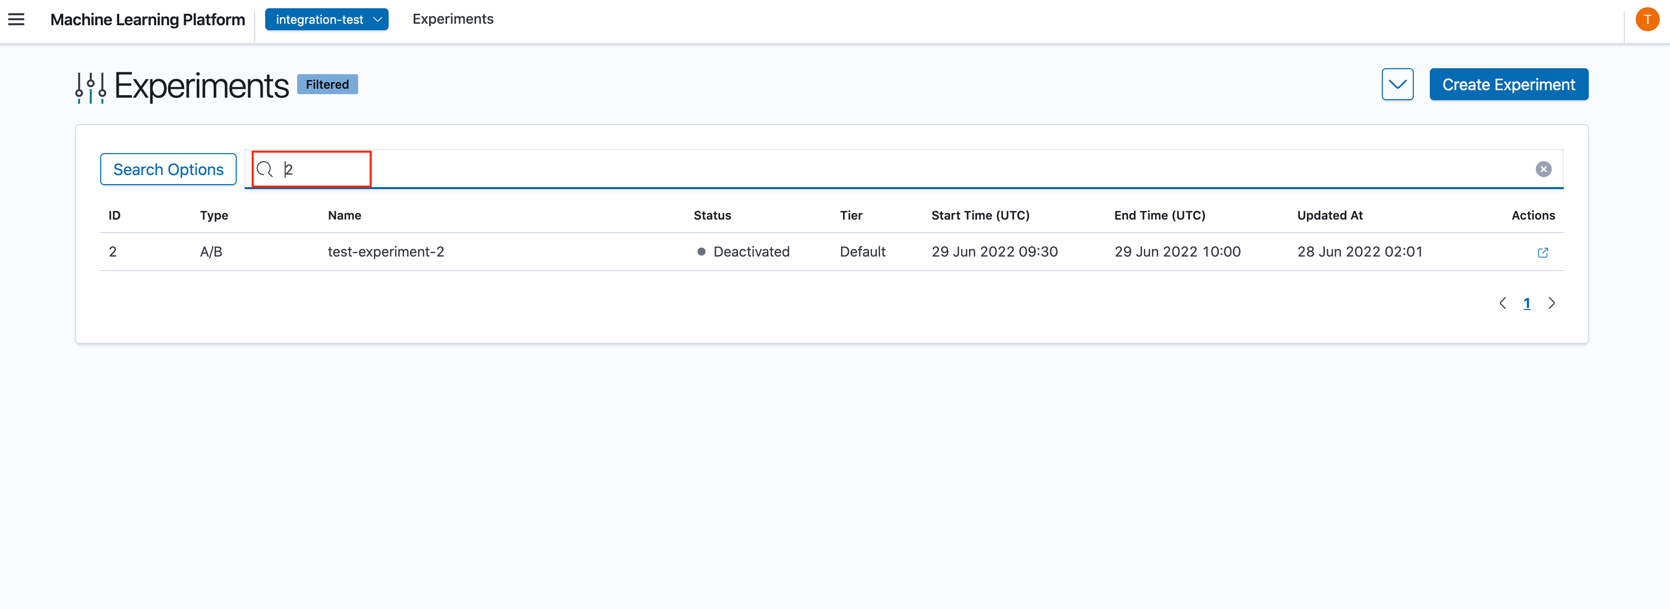 Machine Learning Platform integration-test Experiments T
Experiments Filtered Create Experiment
Search Options 2
ID Type Name Status Tier Start Time (UTC) End Time (UTC) Updated At Actions
2 A/B test-experiment-2 Deactivated Default 29 Jun 2022 09:30 29 Jun 2022 10:00 28 Jun 2022 02:01
1